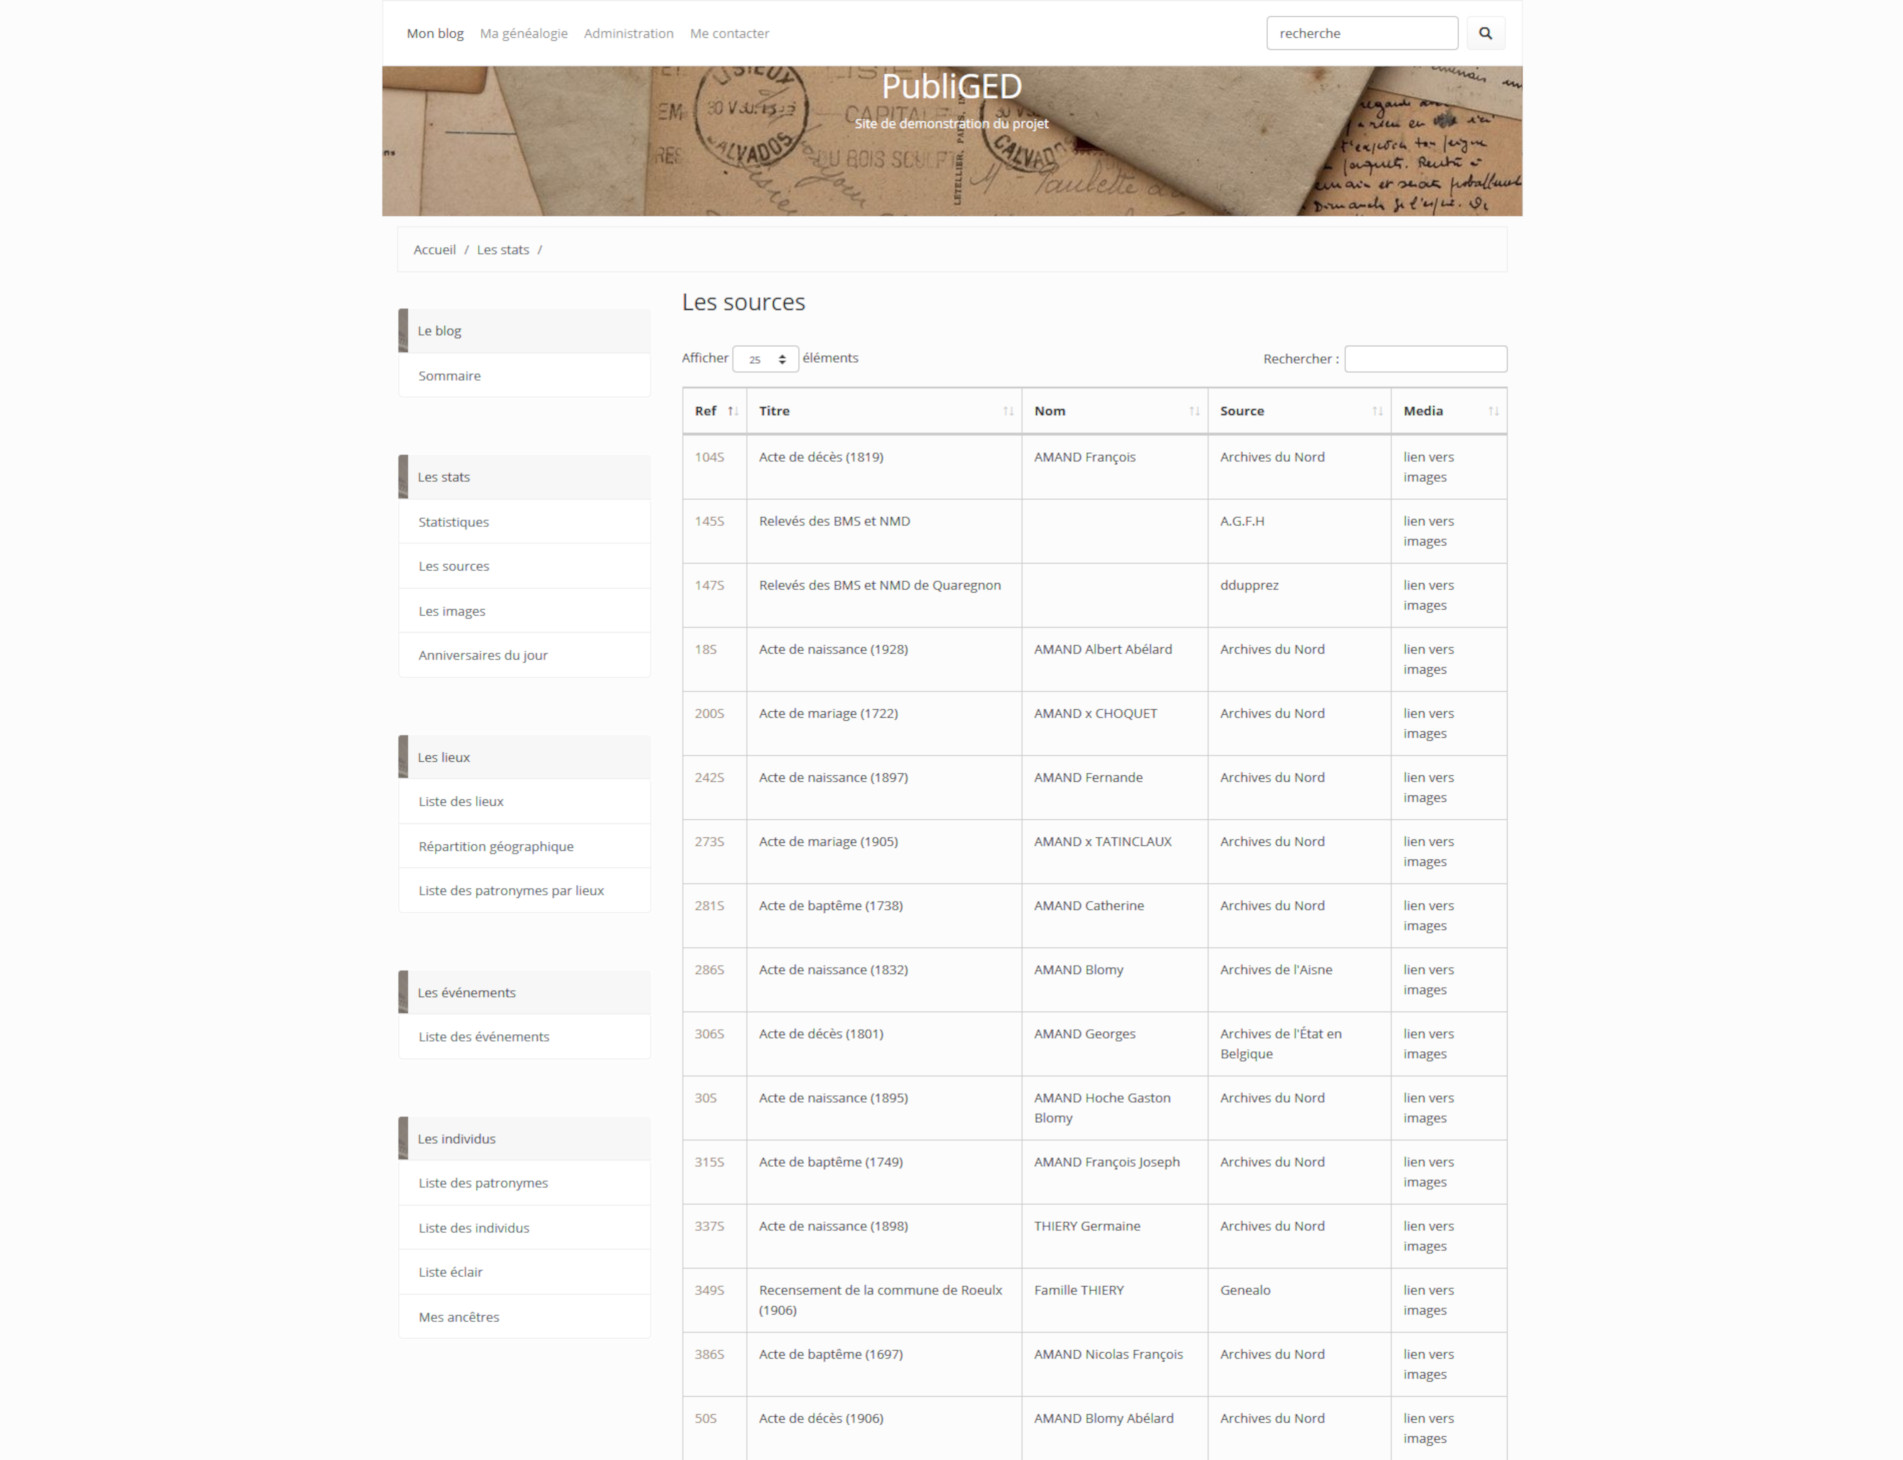 Mon blog Ma généalogie Administration Me contacter recherche
PubliGED
Site de demonstration du projet
LISIEUX
30 V
CALVADOS
CAPITAL
DU BOIS SCULPT
LETELLIER, PARIS
CALVADOS
Paulette
Accueil / Les stats /
Le blog
Sommaire
Les stats
Statistiques
Les sources
Les images
Anniversaires du jour
Les lieux
Liste des lieux
Répartition géographique
Liste des patronymes par lieux
Les événements
Liste des événements
Les individus
Liste des patronymes
Liste des individus
Liste éclair
Mes ancêtres
Les sources
Afficher 25 éléments Rechercher :
Ref Titre Nom Source Media
104S Acte de décès (1819) AMAND François Archives du Nord lien vers
images
145S Relevés des BMS et NMD A.G.F.H lien vers
images
147S Relevés des BMS et NMD de Quaregnon ddupprez lien vers
images
18S Acte de naissance (1928) AMAND Albert Abélard Archives du Nord lien vers
images
200S Acte de mariage (1722) AMAND x CHOQUET Archives du Nord lien vers
images
242S Acte de naissance (1897) AMAND Fernande Archives du Nord lien vers
images
273S Acte de mariage (1905) AMAND x TATINCLAUX Archives du Nord lien vers
images
281S Acte de baptême (1738) AMAND Catherine Archives du Nord lien vers
images
286S Acte de naissance (1832) AMAND Blomy Archives de l'Aisne lien vers
images
306S Acte de décès (1801) AMAND Georges Archives de l'État en lien vers
Belgique images
30S Acte de naissance (1895) AMAND Hoche Gaston Archives du Nord lien vers
Blomy images
315S Acte de baptême (1749) AMAND François Joseph Archives du Nord lien vers
images
337S Acte de naissance (1898) THIERY Germaine Archives du Nord lien vers
images
349S Recensement de la commune de Roeulx Famille THIERY Genealo lien vers
(1906) images
386S Acte de baptême (1697) AMAND Nicolas François Archives du Nord lien vers
images
50S Acte de décès (1906) AMAND Blomy Abélard Archives du Nord lien vers
images